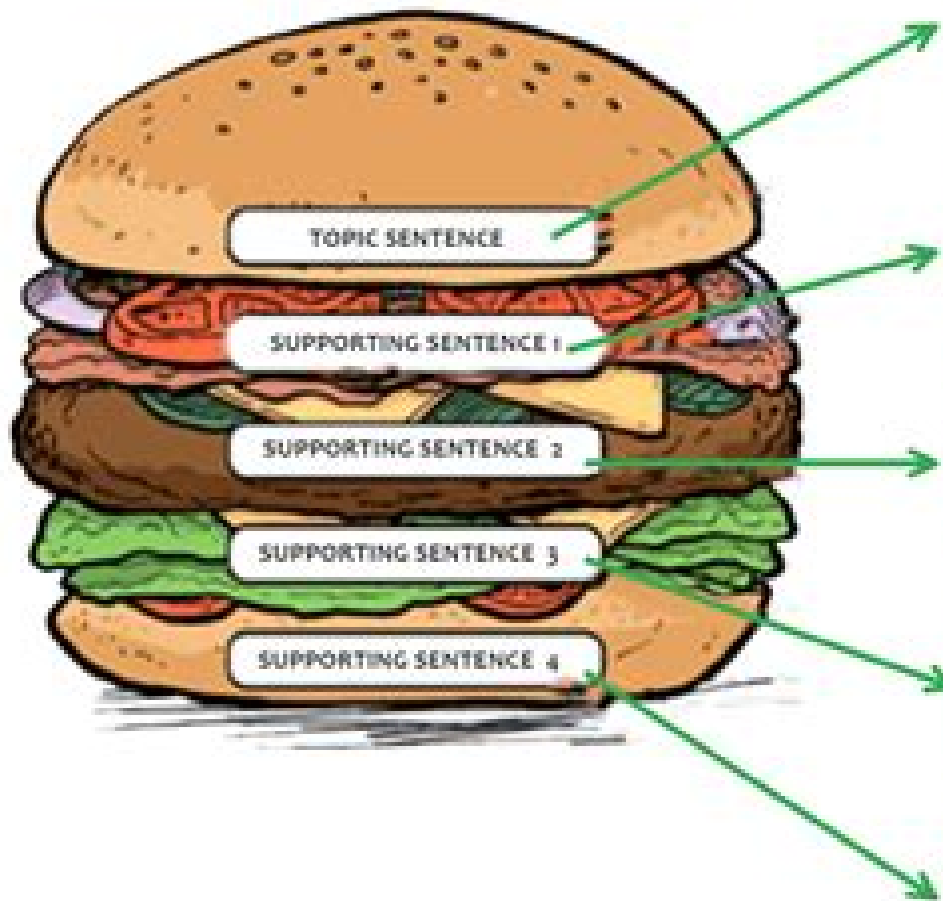 TOPIC SENTENCE
SUPPORTING SENTENCE 1
SUPPORTING SENTENCE 2
SUPPORTING SENTENCE 3
SUPPORTING SENTENCE 4